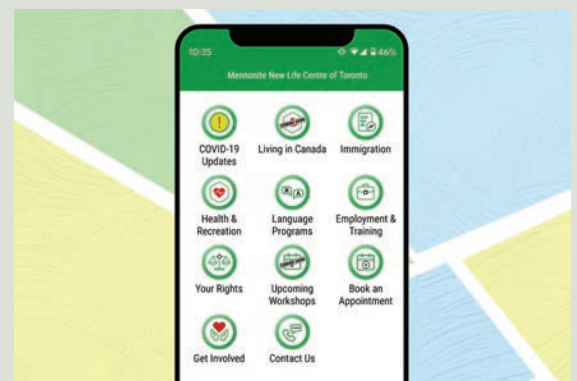 10:35 46%
Mennonite New Life Centre of Toronto
COVID-19 Updates
Living in Canada
Immigration
Health & Recreation
Language Programs
Employment & Training
Your Rights
Upcoming Workshops
Book an Appointment
Get Involved
Contact Us